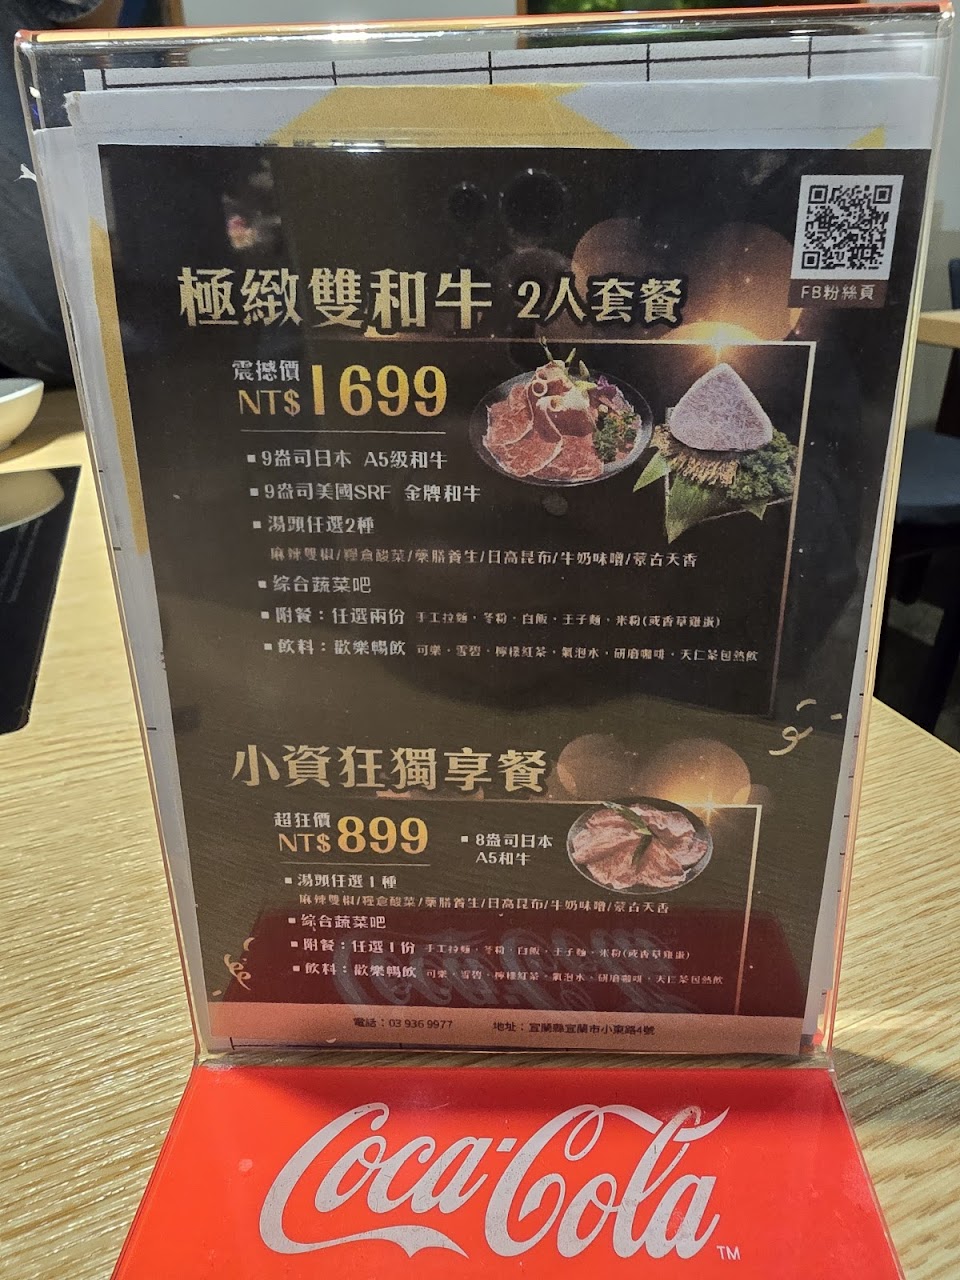 FB粉絲頁
極緻雙和牛 2人套餐
震撼價
NT$1699
▪9盎司日本 A5級和牛
▪9盎司美國SRF 金牌和牛
▪湯頭任選2種
麻辣雙椒/糧倉酸菜/藥膳養生/日高昆布/牛奶味噌/蒙古天香
▪綜合蔬菜吧
▪附餐：任選兩份 手工拉麵、冬粉、白飯、王子麵、米粉(或香草雞蛋)
▪飲料：歡樂暢飲 可樂、雪碧、檸檬紅茶、氣泡水、研磨咖啡、天仁茶包熱飲
小資狂獨享餐
超狂價
NT$899
▪8盎司日本
A5和牛
▪湯頭任選1種
麻辣雙椒/糧倉酸菜/藥膳養生/日高昆布/牛奶味噌/蒙古天香
▪綜合蔬菜吧
▪附餐：任選1份 手工拉麵、冬粉、白飯、王子麵、米粉(或香草雞蛋)
▪飲料：歡樂暢飲 可樂、雪碧、檸檬紅茶、氣泡水、研磨咖啡、天仁茶包熱飲
電話：03 936 9977 地址：宜蘭縣宜蘭市小東路4號
Coca-Cola TM